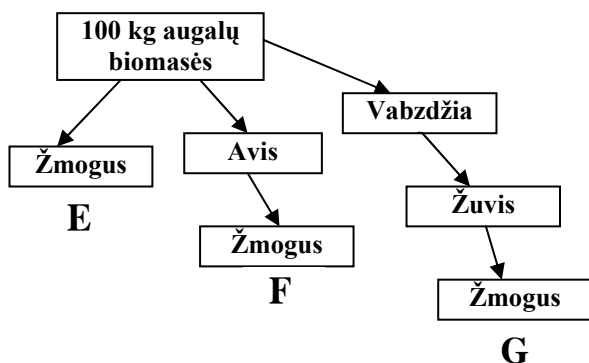 100 kg augalų
biomasės
Vabzdžia
Žmogus
Avis
E
Žuvis
Žmogus
F
Žmogus
G